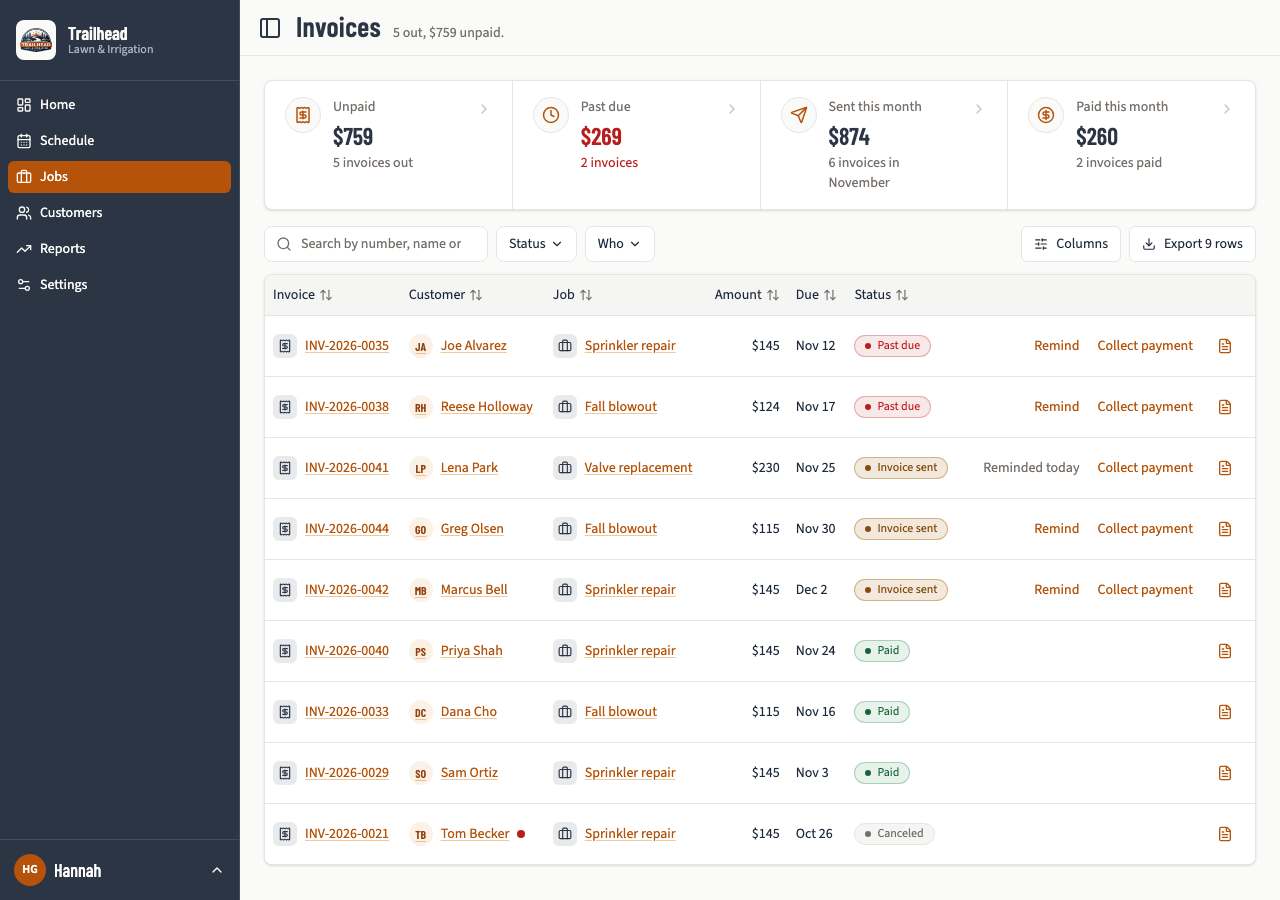 TRAILHEAD
Trailhead
Lawn & Irrigation
Home
Schedule
Jobs
Customers
Reports
Settings
HG Hannah
Invoices 5 out, $759 unpaid.
Unpaid
$759
5 invoices out
Past due
$269
2 invoices
Sent this month
$874
6 invoices in
November
Paid this month
$260
2 invoices paid
Search by number, name or
Status
Who
Columns
Export 9 rows
Invoice Customer Job Amount Due Status
INV-2026-0035 JA Joe Alvarez Sprinkler repair $145 Nov 12 Past due Remind Collect payment
INV-2026-0038 RH Reese Holloway Fall blowout $124 Nov 17 Past due Remind Collect payment
INV-2026-0041 LP Lena Park Valve replacement $230 Nov 25 Invoice sent Reminded today Collect payment
INV-2026-0044 GO Greg Olsen Fall blowout $115 Nov 30 Invoice sent Remind Collect payment
INV-2026-0042 MB Marcus Bell Sprinkler repair $145 Dec 2 Invoice sent Remind Collect payment
INV-2026-0040 PS Priya Shah Sprinkler repair $145 Nov 24 Paid
INV-2026-0033 DC Dana Cho Fall blowout $115 Nov 16 Paid
INV-2026-0029 SO Sam Ortiz Sprinkler repair $145 Nov 3 Paid
INV-2026-0021 TB Tom Becker Sprinkler repair $145 Oct 26 Canceled